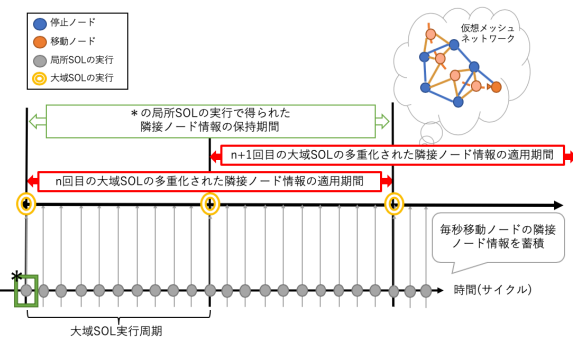 停止ノード
移動ノード
局所SOLの実行
大域SOLの実行
仮想メッシュ
ネットワーク
＊の局所SOLの実行で得られた
隣接ノード情報の保持期間
n+1回目の大域SOLの多重化された隣接ノード情報の適用期間
n回目の大域SOLの多重化された隣接ノード情報の適用期間
毎秒移動ノードの隣接
ノード情報を蓄積
＊
時間(サイクル)
大域SOL実行周期